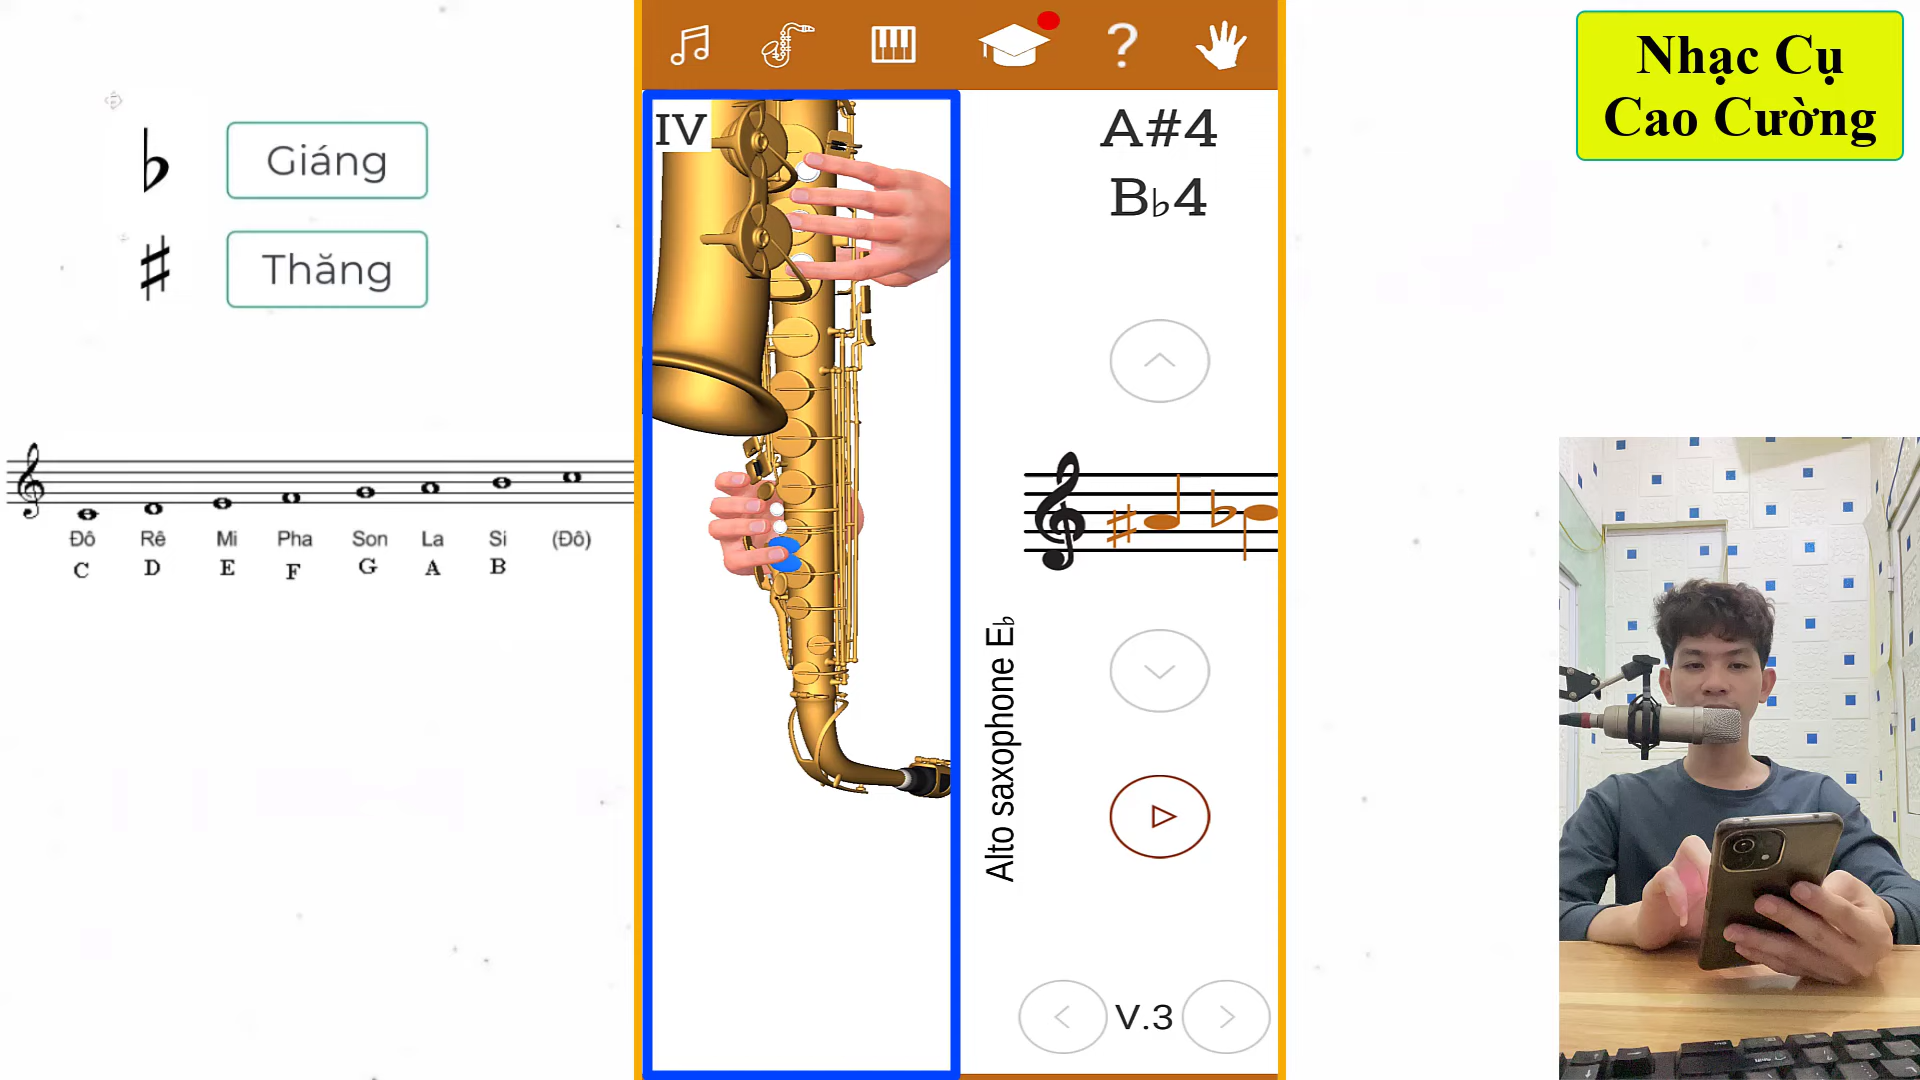 ♭ Giáng
♯ Thăng
Đô Rê Mi Pha Son La Si (Đô)
C D E F G A B
IV
A#4
B♭4
Alto saxophone E♭
V.3
Nhạc Cụ
Cao Cường